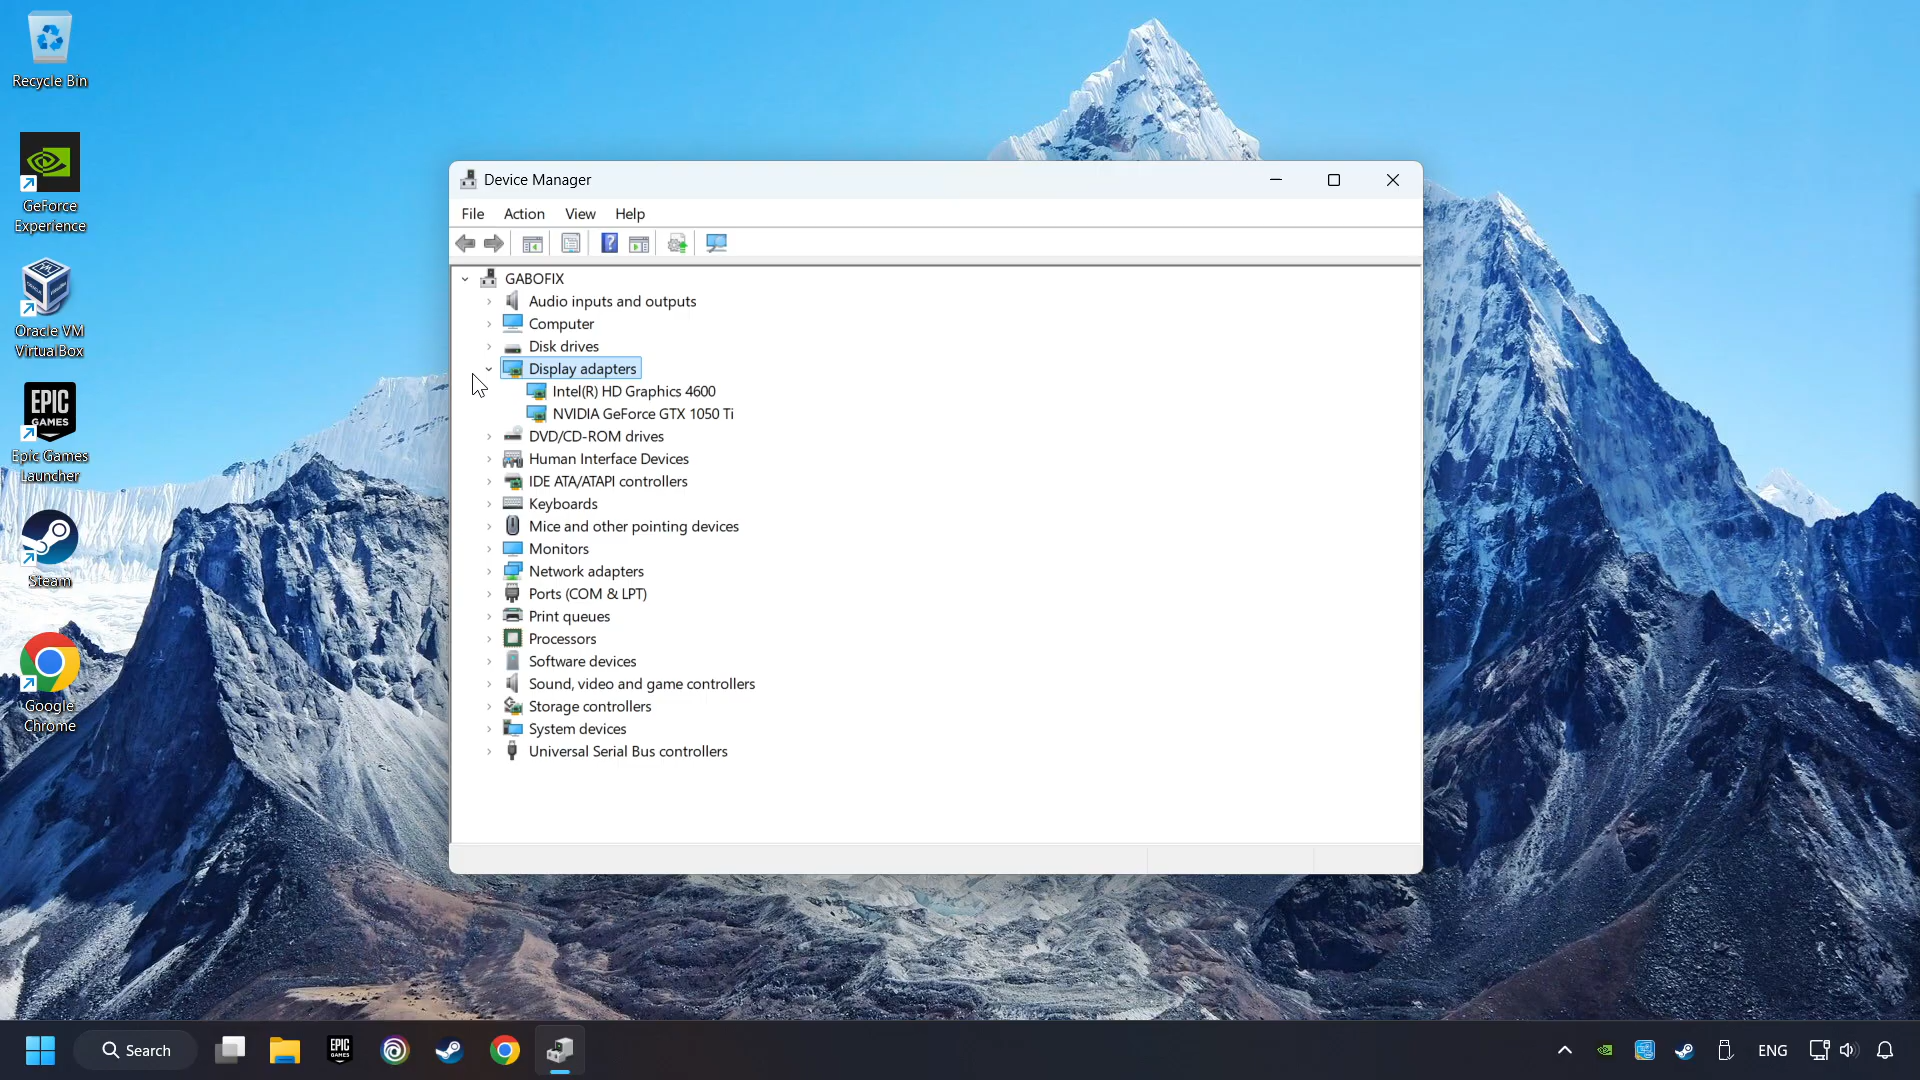 Recycle Bin
GeForce
Experience
Oracle VM
VirtualBox
EPIC
GAMES
Epic Games
Launcher
Steam
Google
Chrome
Device Manager
File Action View Help
GABOFIX
Audio inputs and outputs
Computer
Disk drives
Display adapters
Intel(R) HD Graphics 4600
NVIDIA GeForce GTX 1050 Ti
DVD/CD-ROM drives
Human Interface Devices
IDE ATA/ATAPI controllers
Keyboards
Mice and other pointing devices
Monitors
Network adapters
Ports (COM & LPT)
Print queues
Processors
Software devices
Sound, video and game controllers
Storage controllers
System devices
Universal Serial Bus controllers
Search
EPIC
GAMES
ENG